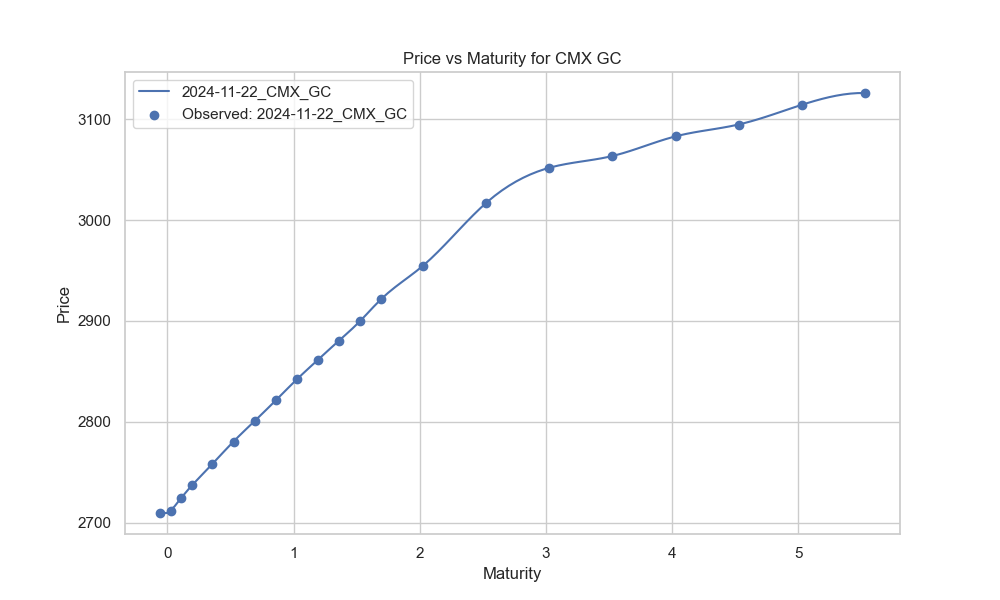 Price vs Maturity for CMX GC
2024-11-22_CMX_GC
Observed: 2024-11-22_CMX_GC
Price
3100
3000
2900
2800
2700
0 1 2 3 4 5
Maturity